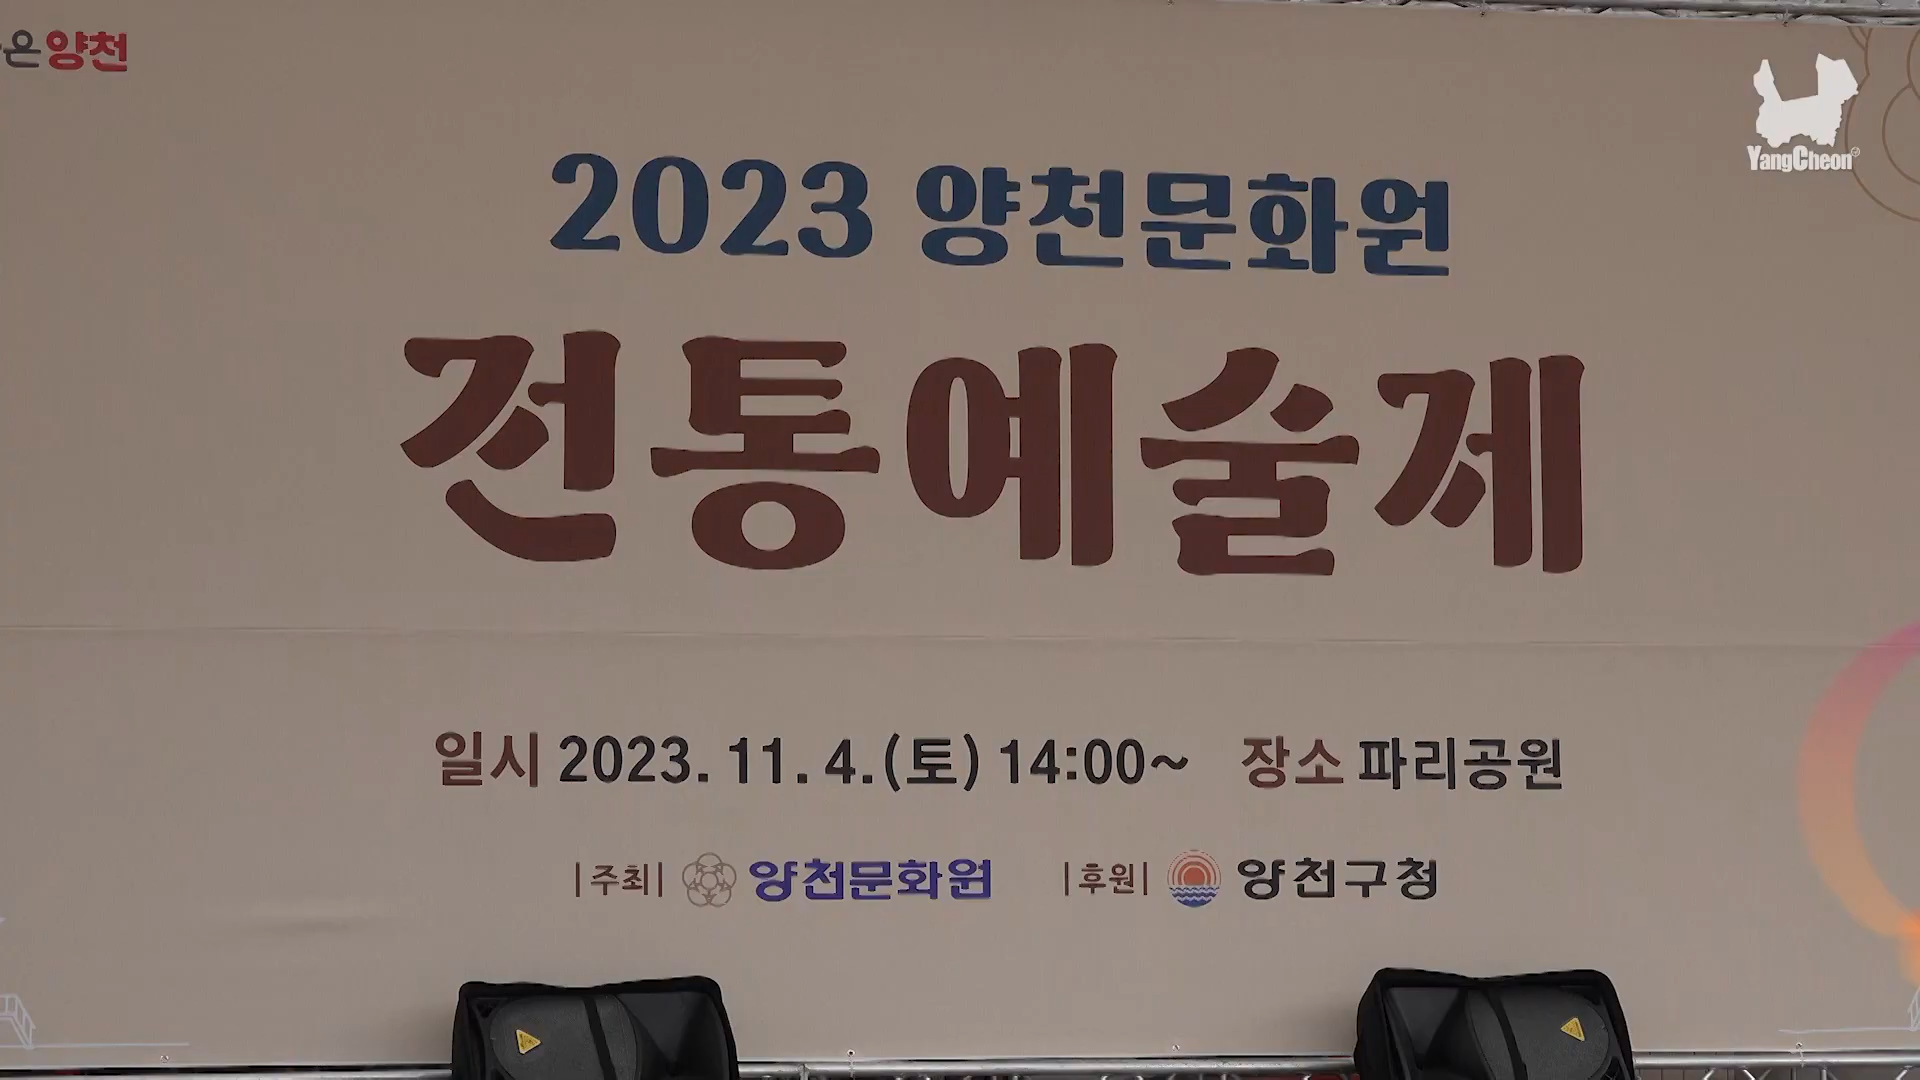 은양천
YangCheon
2023 양천문화원
전통예술제
일시 2023. 11. 4.(토) 14:00~ 장소 파리공원
|주최| 양천문화원 |후원| 양천구청